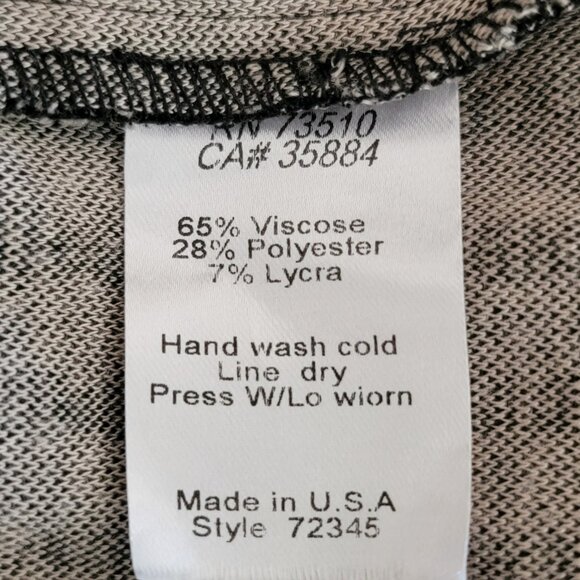 RN 73510
CA# 35884
65% Viscose
28% Polyester
7% Lycra
Hand wash cold
Line dry
Press W/Lo wiorn
Made in U.S.A
Style 72345